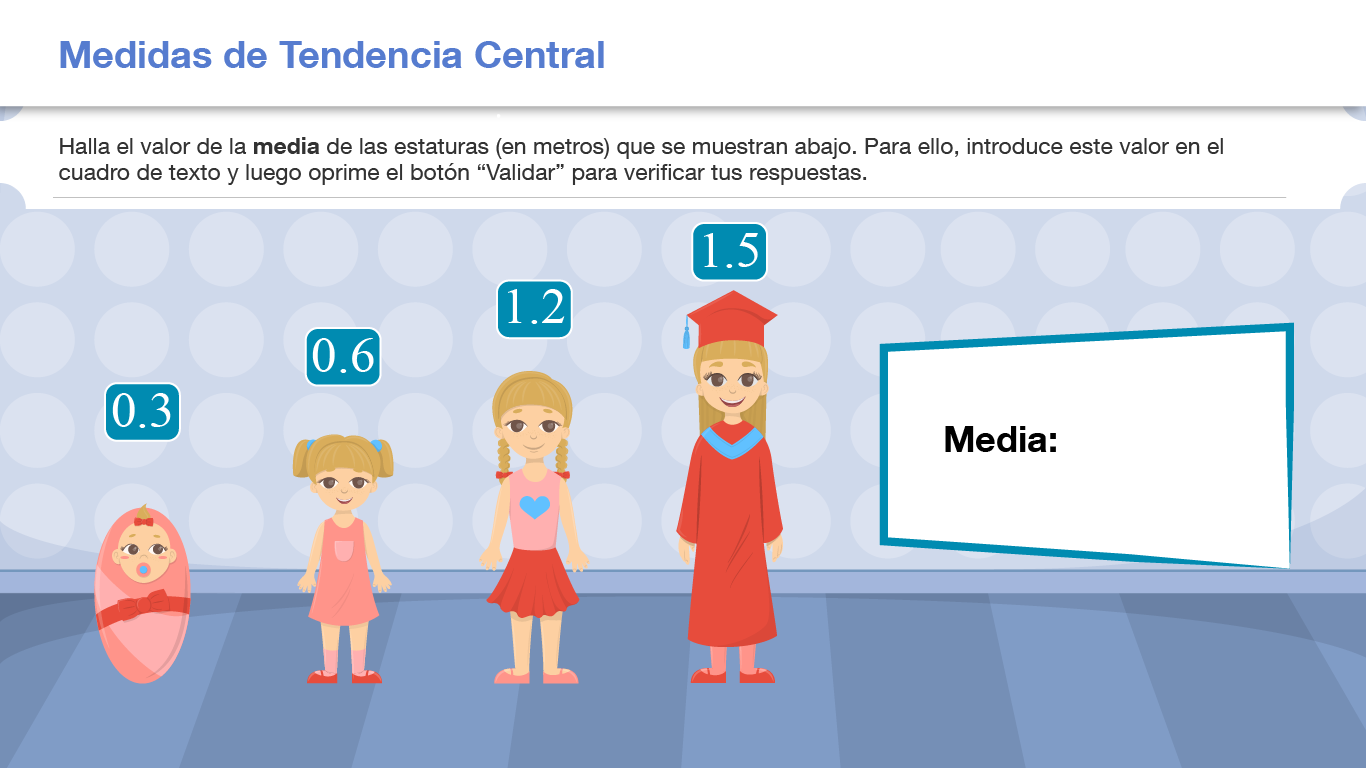 Medidas de Tendencia Central
Halla el valor de la media de las estaturas (en metros) que se muestran abajo. Para ello, introduce este valor en el
cuadro de texto y luego oprime el botón “Validar” para verificar tus respuestas.
0.3
0.6
1.2
1.5
Media: